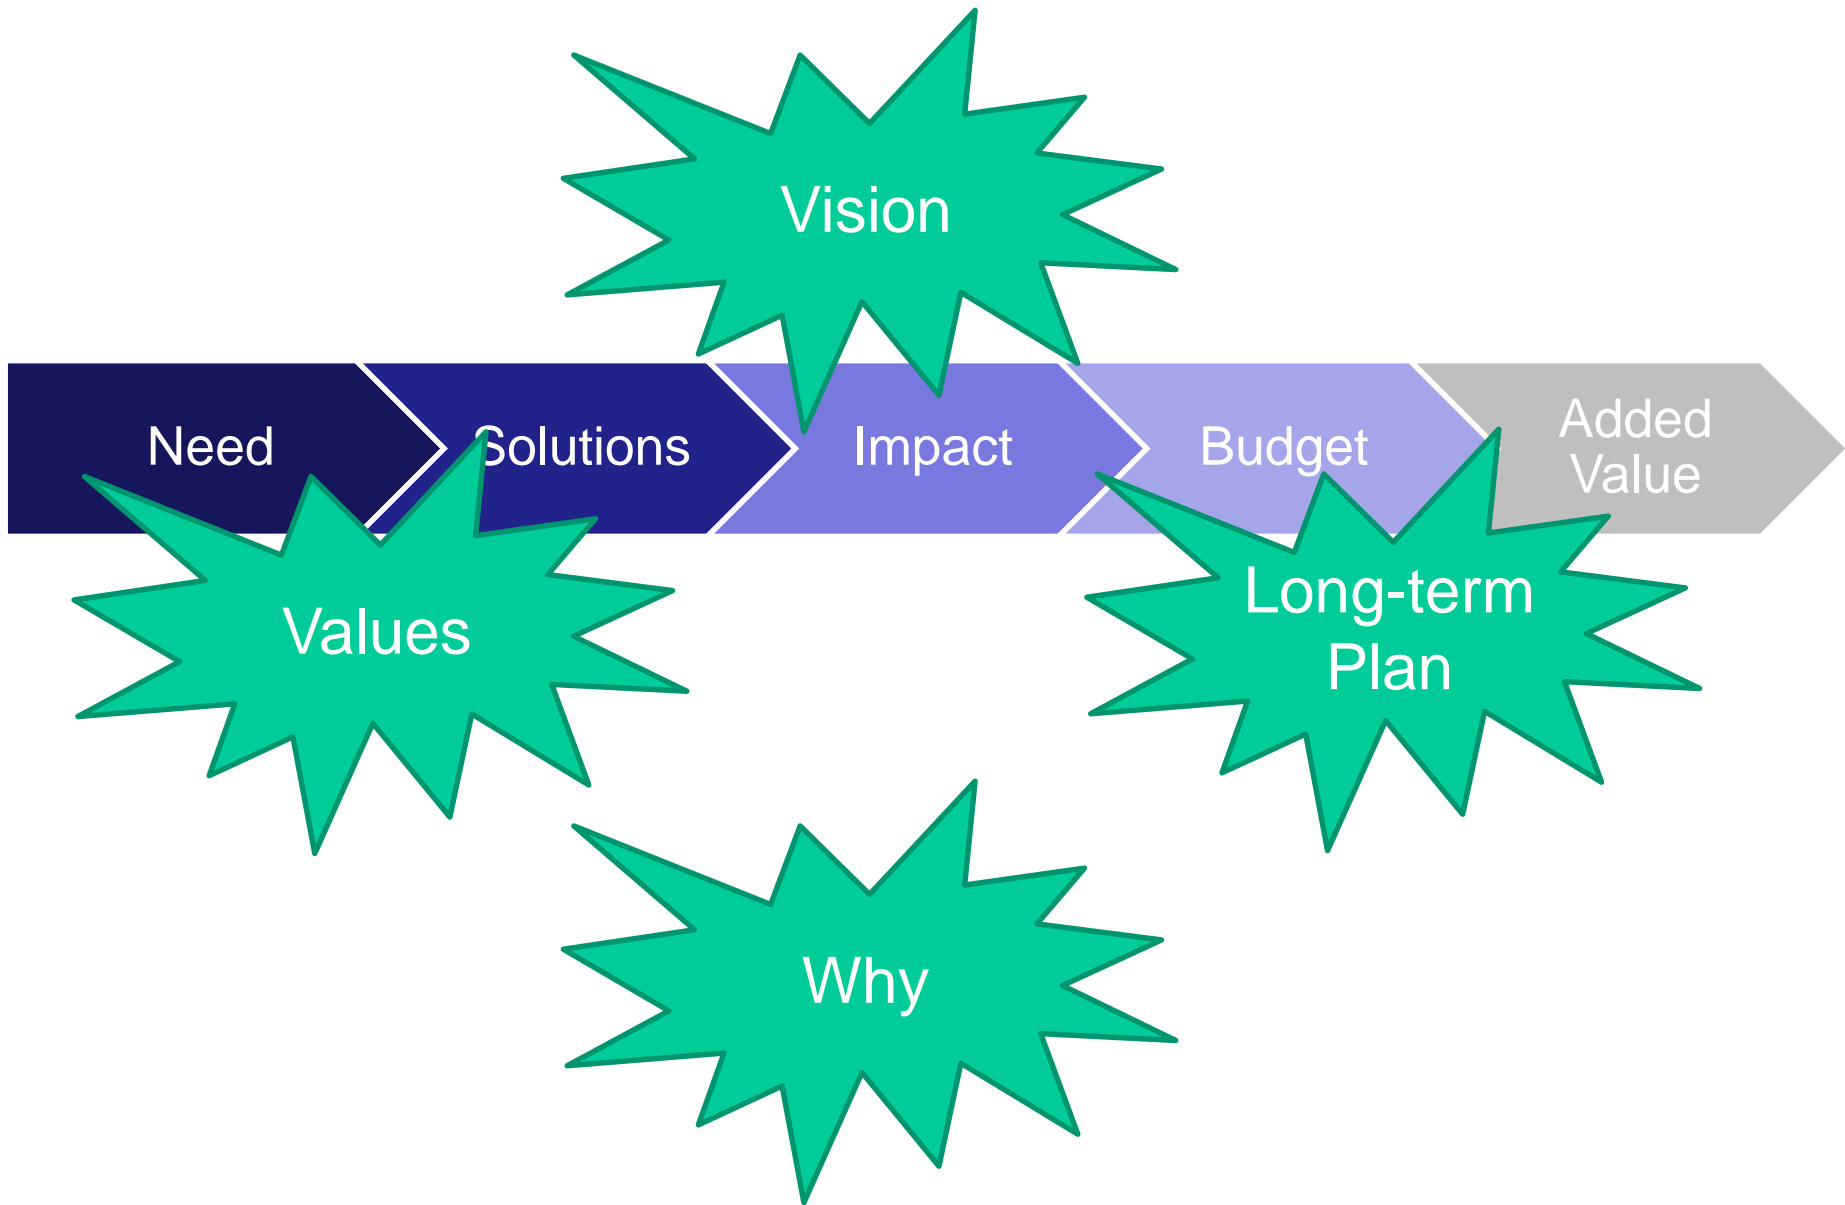 Vision
Need
Solutions
Impact
Budget
Added
Value
Values
Long-term
Plan
Why